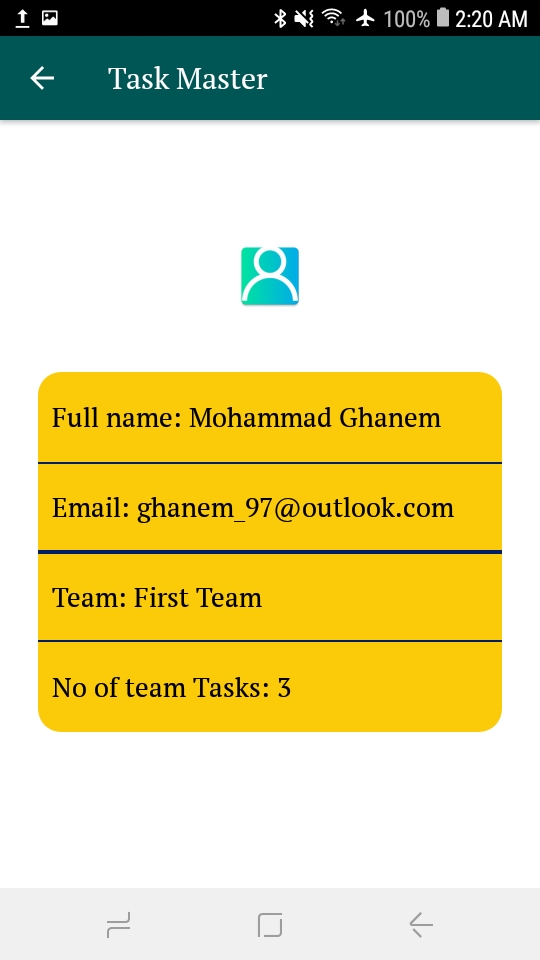 100% 2:20 AM
Task Master
Full name: Mohammad Ghanem
Email: ghanem_97@outlook.com
Team: First Team
No of team Tasks: 3